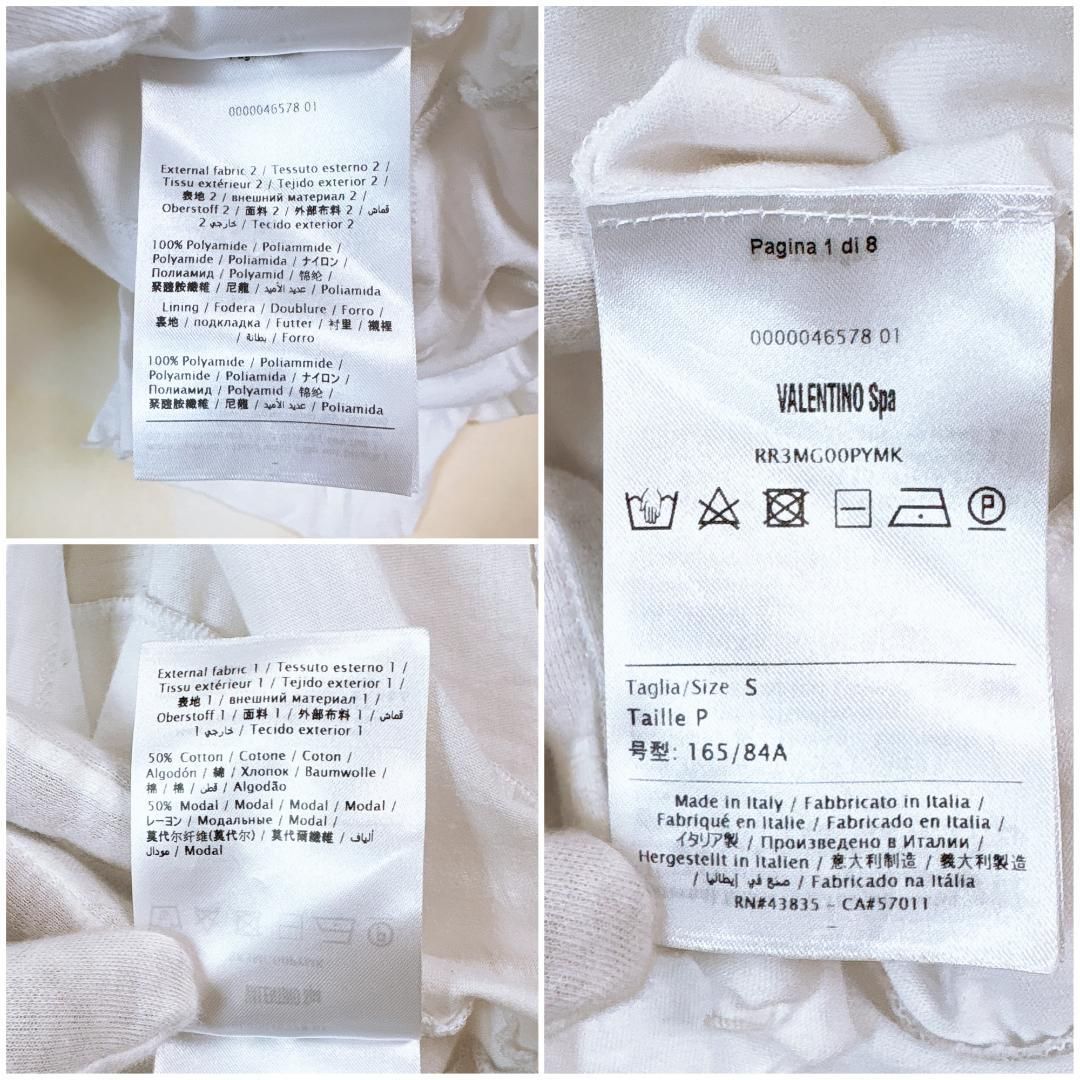 0000046578 01
External fabric 2 / Tessuto esterno 2 /
Tissu extérieur 2 / Tejido exterior 2 /
表地 2 / внешний материал 2 /
Oberstoff 2 / 面料 2 / 外部布料 2 / قماش
خارجي 2 / Tecido exterior 2
100% Polyamide / Poliammide /
Polyamide / Poliamida / ナイロン /
Полиамид / Polyamid / 锦纶 /
聚醯胺纖維 / 尼龍 / عديد الأميد / Poliamida
Lining / Fodera / Doublure / Forro /
裏地 / подкладка / Futter / 衬里 / 襯裡
/ بطانة / Forro
100% Polyamide / Poliammide /
Polyamide / Poliamida / ナイロン /
Полиамид / Polyamid / 锦纶 /
聚醯胺纖維 / 尼龍 / عديد الأميد / Poliamida
External fabric 1 / Tessuto esterno 1 /
Tissu extérieur 1 / Tejido exterior 1 /
表地 1 / внешний материал 1 /
Oberstoff 1 / 面料 1 / 外部布料 1 / قماش
خارجي 1 / Tecido exterior 1
50% Cotton / Cotone / Coton /
Algodón / 綿 / Хлопок / Baumwolle /
棉 / 棉 / قطن / Algodão
50% Modal / Modal / Modal / Modal /
レーヨン / Модальные / Modal /
莫代尔纤维(莫代尔) / 莫代爾纖維 / ألياف
مودال / Modal
Pagina 1 di 8
0000046578 01
VALENTINO Spa
RR3MG00PYMK
P
Taglia/Size S
Taille P
号型: 165/84A
Made in Italy / Fabbricato in Italia /
Fabriqué en Italie / Fabricado en Italia /
イタリア製 / Произведено в Италии /
Hergestellt in Italien / 意大利制造 / 義大利製造
/ صنع في إيطاليا / Fabricado na Itália
RN#43835 - CA#57011